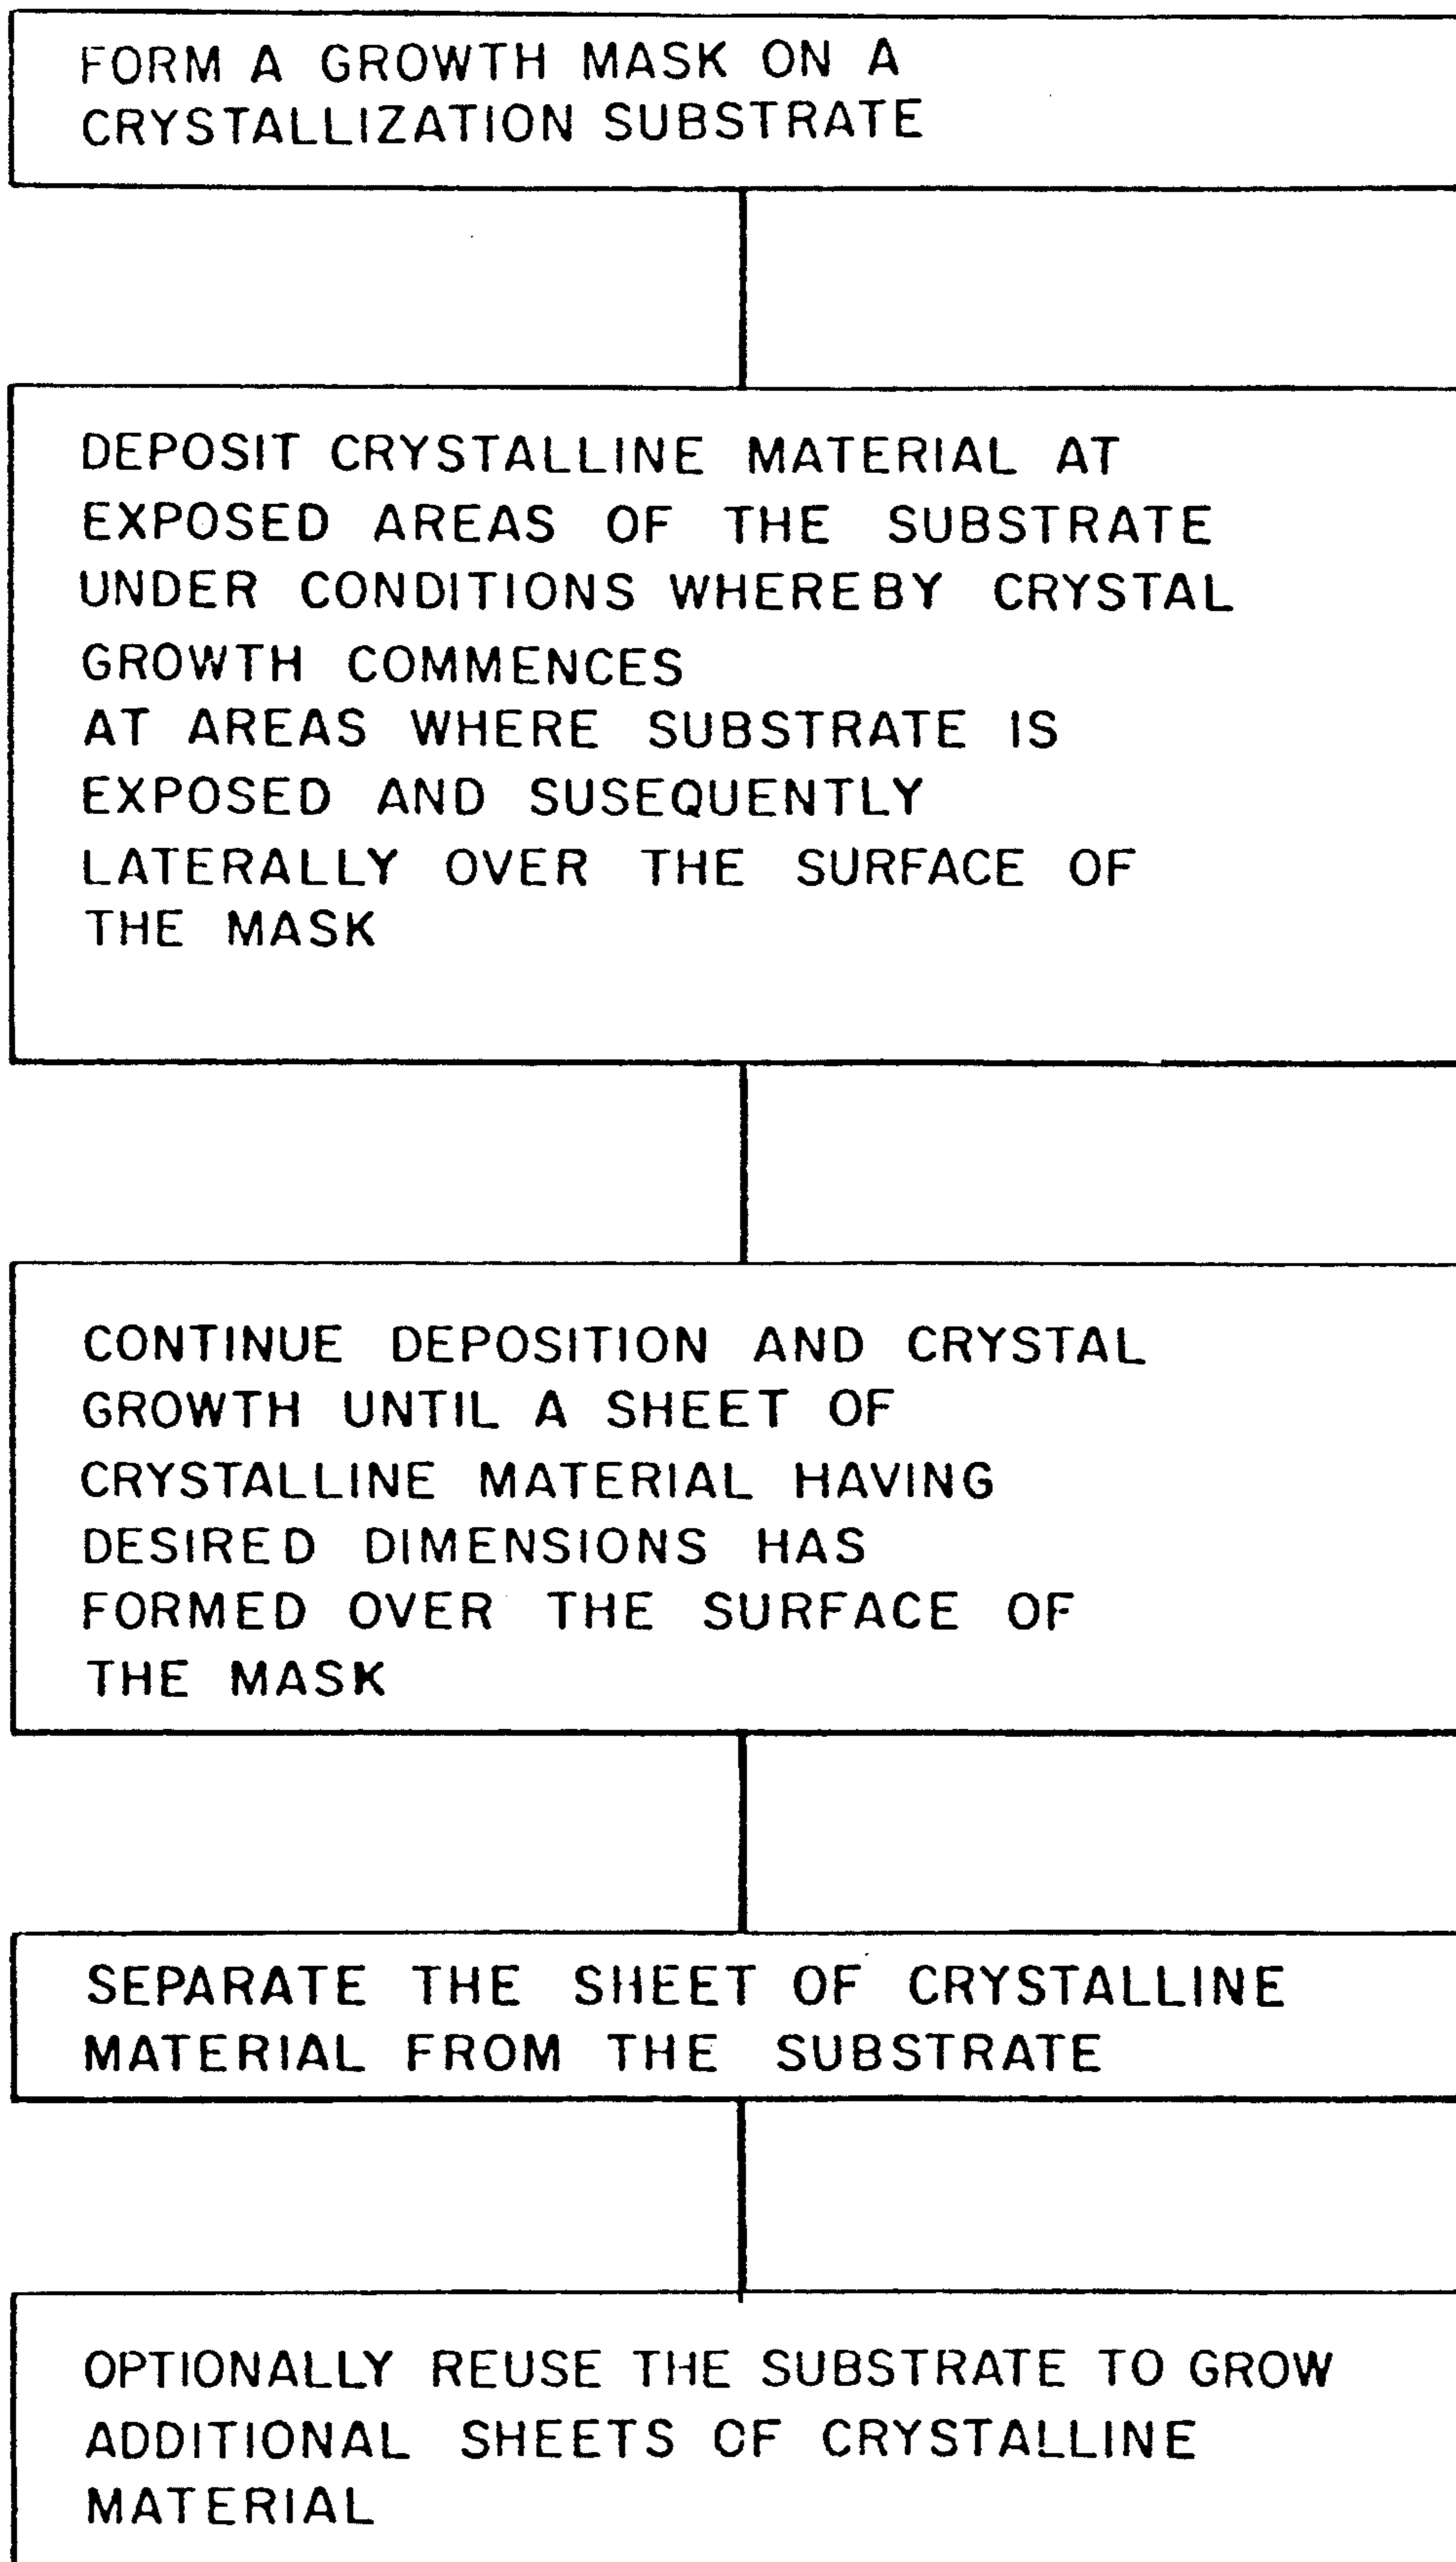 FORM A GROWTH MASK ON A
CRYSTALLIZATION SUBSTRATE
DEPOSIT CRYSTALLINE MATERIAL AT
EXPOSED AREAS OF THE SUBSTRATE
UNDER CONDITIONS WHEREBY CRYSTAL
GROWTH COMMENCES
AT AREAS WHERE SUBSTRATE IS
EXPOSED AND SUSEQUENTLY
LATERALLY OVER THE SURFACE OF
THE MASK
CONTINUE DEPOSITION AND CRYSTAL
GROWTH UNTIL A SHEET OF
CRYSTALLINE MATERIAL HAVING
DESIRED DIMENSIONS HAS
FORMED OVER THE SURFACE OF
THE MASK
SEPARATE THE SHEET OF CRYSTALLINE
MATERIAL FROM THE SUBSTRATE
OPTIONALLY REUSE THE SUBSTRATE TO GROW
ADDITIONAL SHEETS OF CRYSTALLINE
MATERIAL